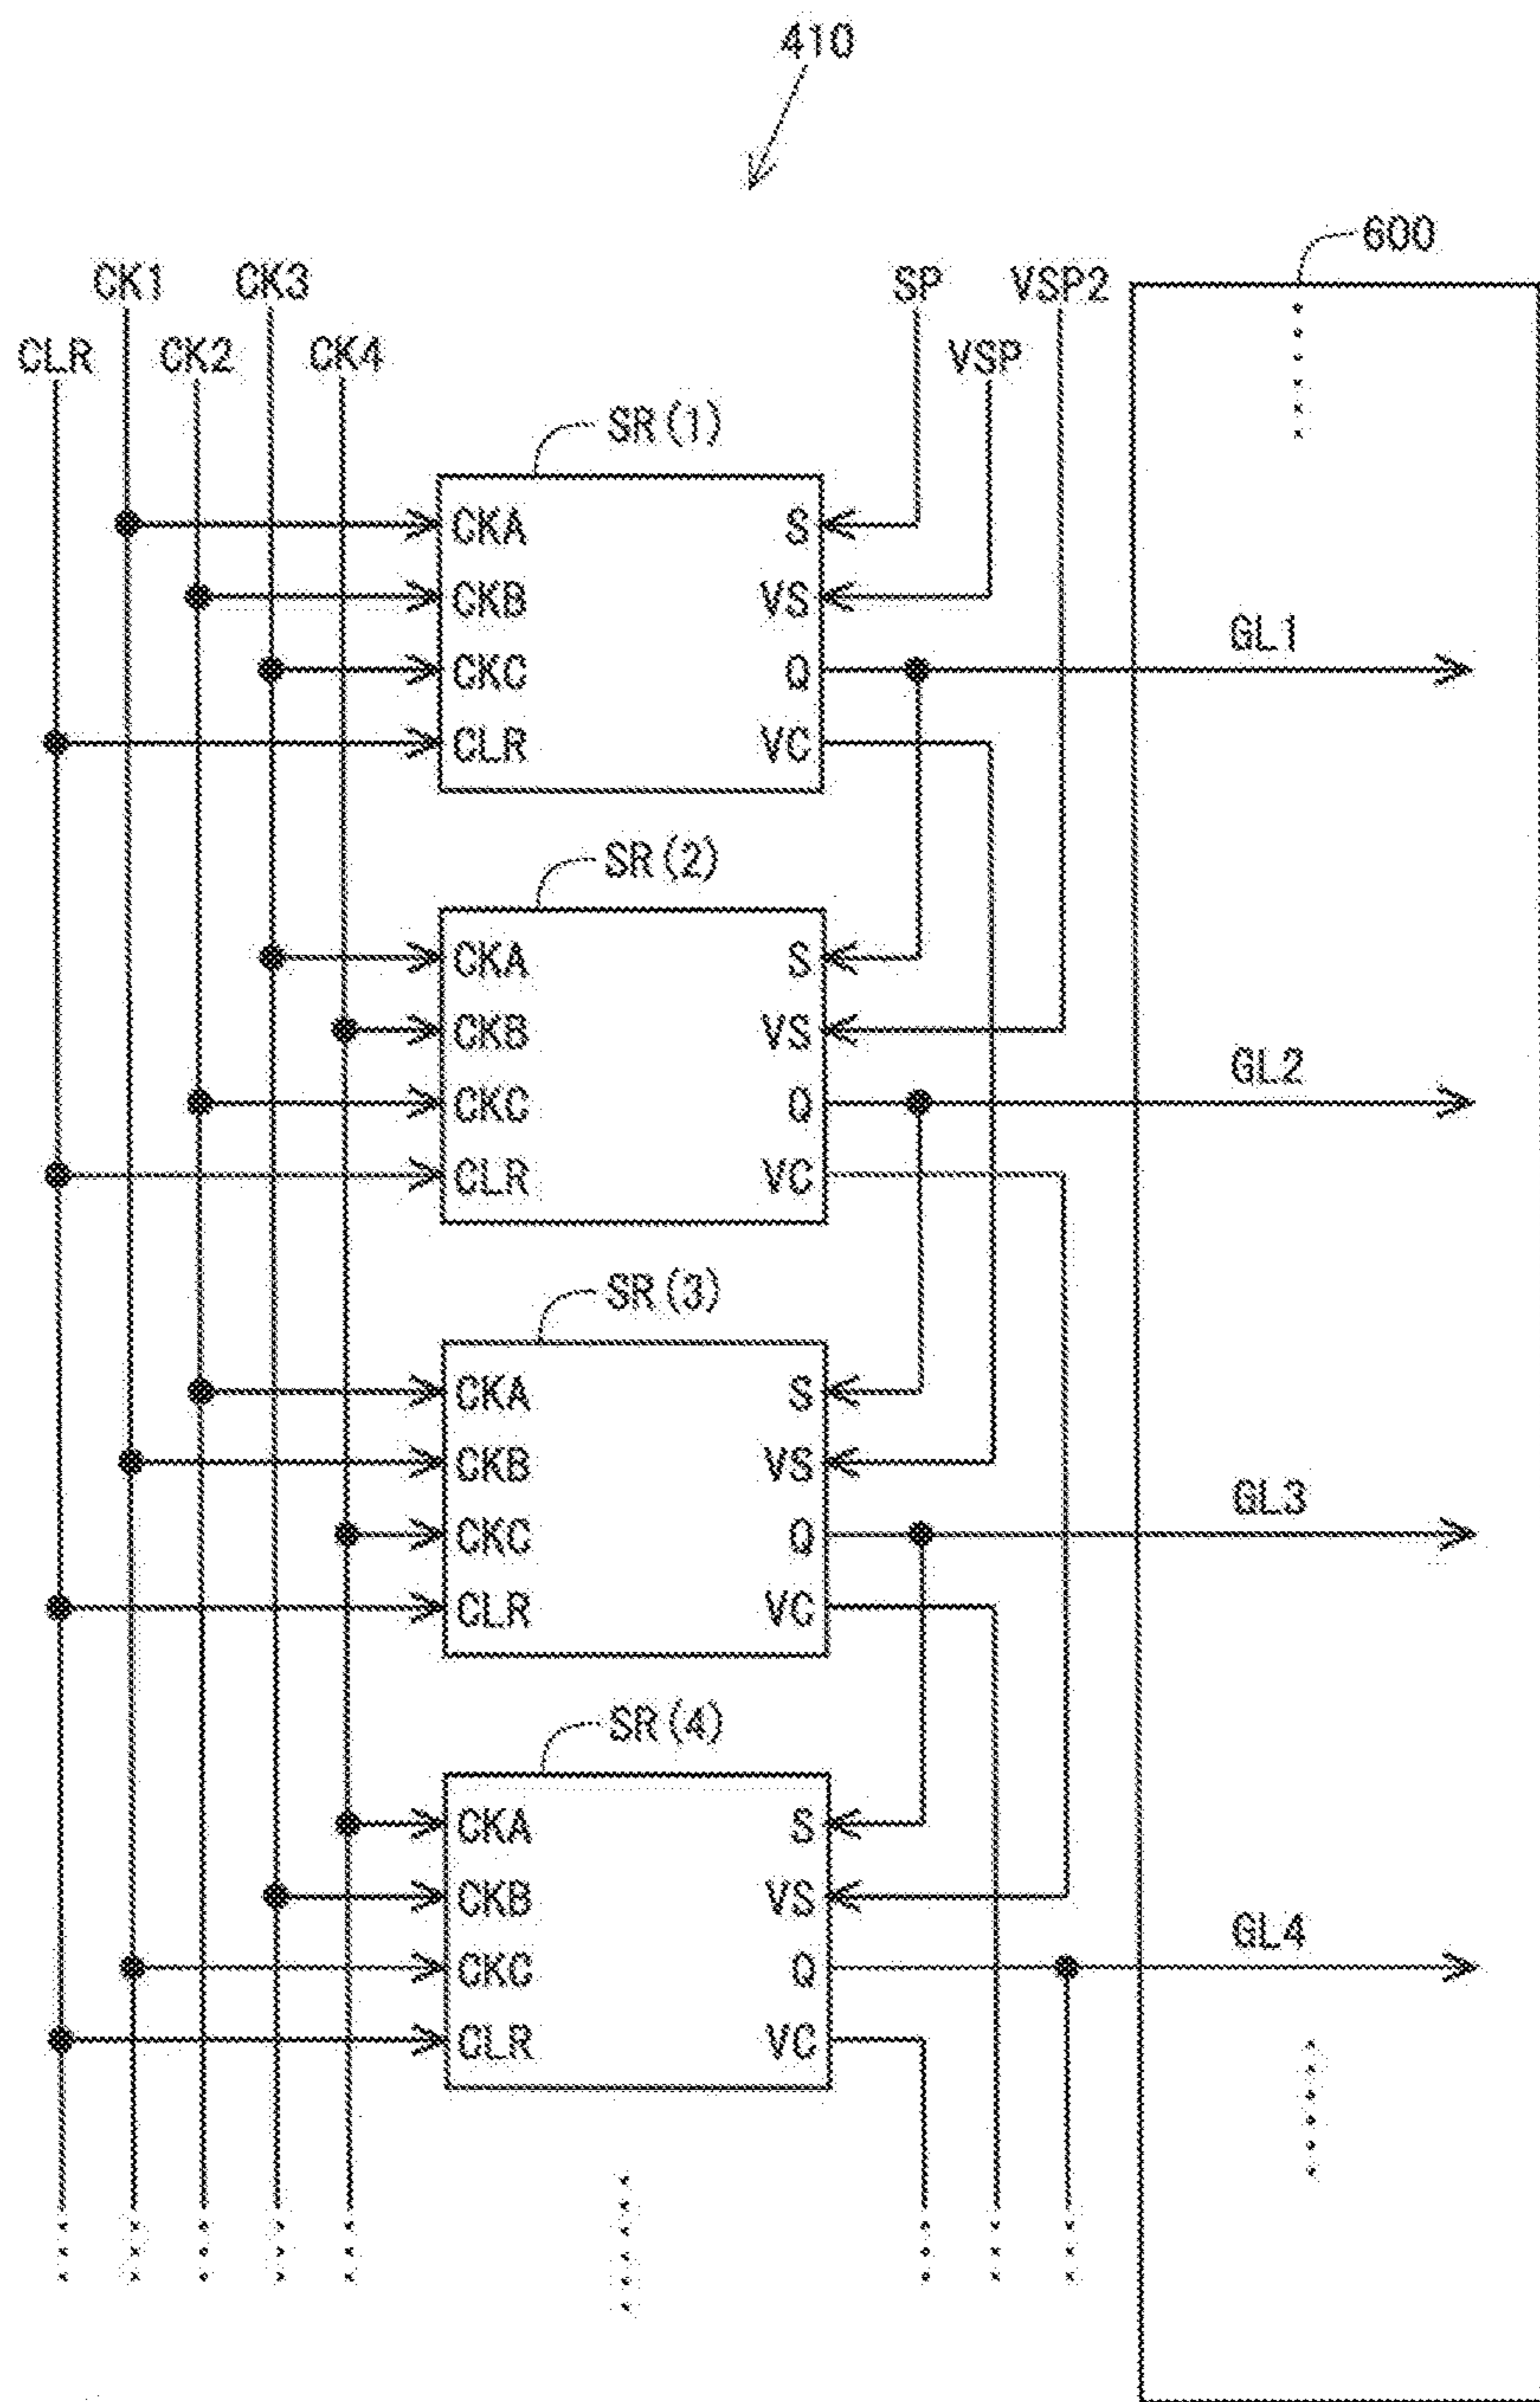 410
600
CK1 CK3 SP VSP2
CLR CK2 CK4 VSP
SR(1)
CKA S
CKB VS
CKC Q GL1
CLR VC
SR(2)
CKA S
CKB VS
CKC Q GL2
CLR VC
SR(3)
CKA S
CKB VS
CKC Q GL3
CLR VC
SR(4)
CKA S
CKB VS
CKC Q GL4
CLR VC